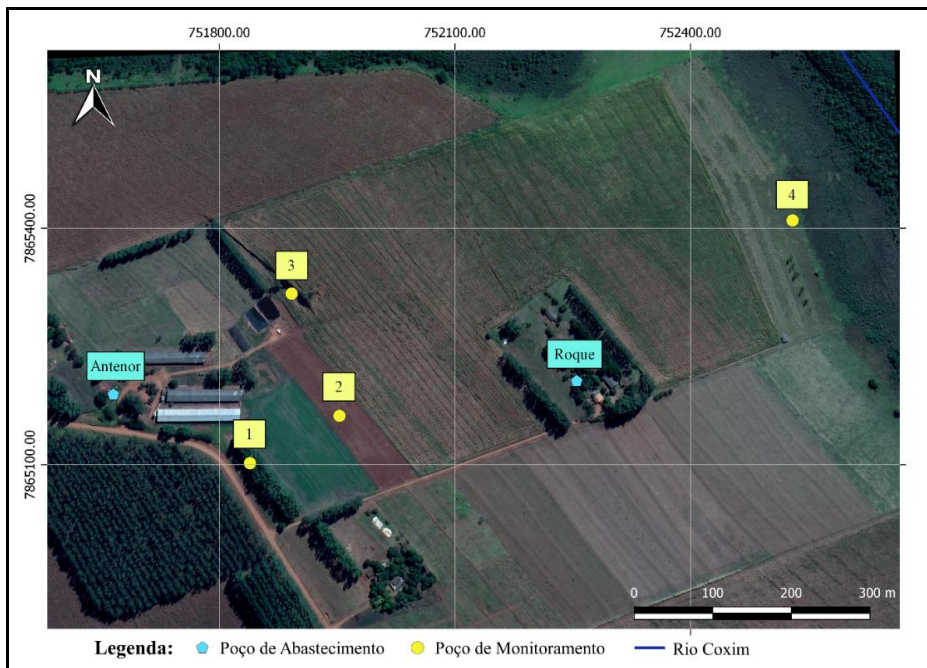 751800.00 752100.00 752400.00
N
4
7865400.00
3
Roque
Antenor
2
1
7865100.00
0 100 200 300 m
Legenda: Poço de Abastecimento Poço de Monitoramento Rio Coxim